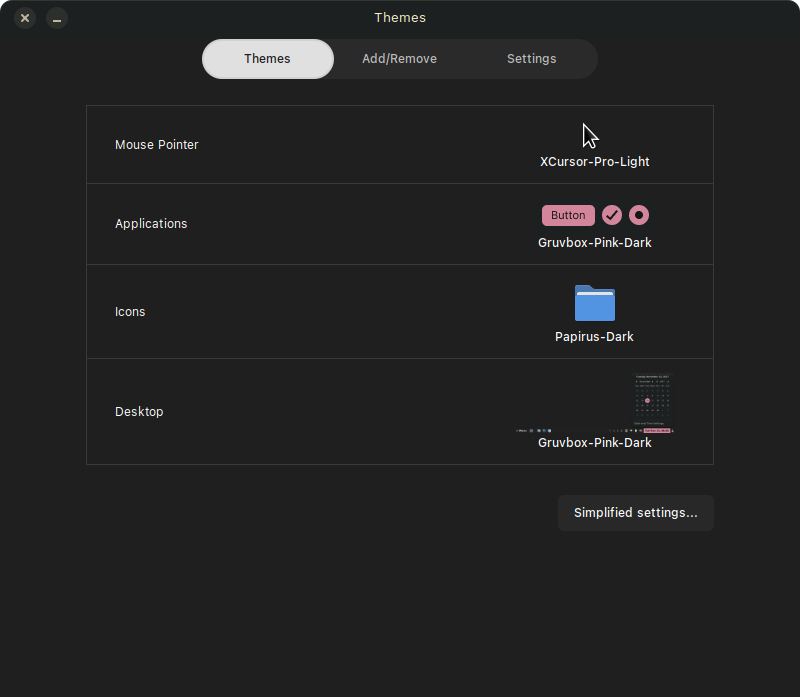 Themes
Themes Add/Remove Settings
Mouse Pointer
XCursor-Pro-Light
Button
Applications
Gruvbox-Pink-Dark
Icons
Papirus-Dark
Desktop
Gruvbox-Pink-Dark
Simplified settings...